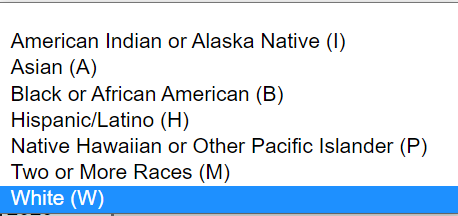 American Indian or Alaska Native (I)
Asian (A)
Black or African American (B)
Hispanic/Latino (H)
Native Hawaiian or Other Pacific Islander (P)
Two or More Races (M)
White (W)